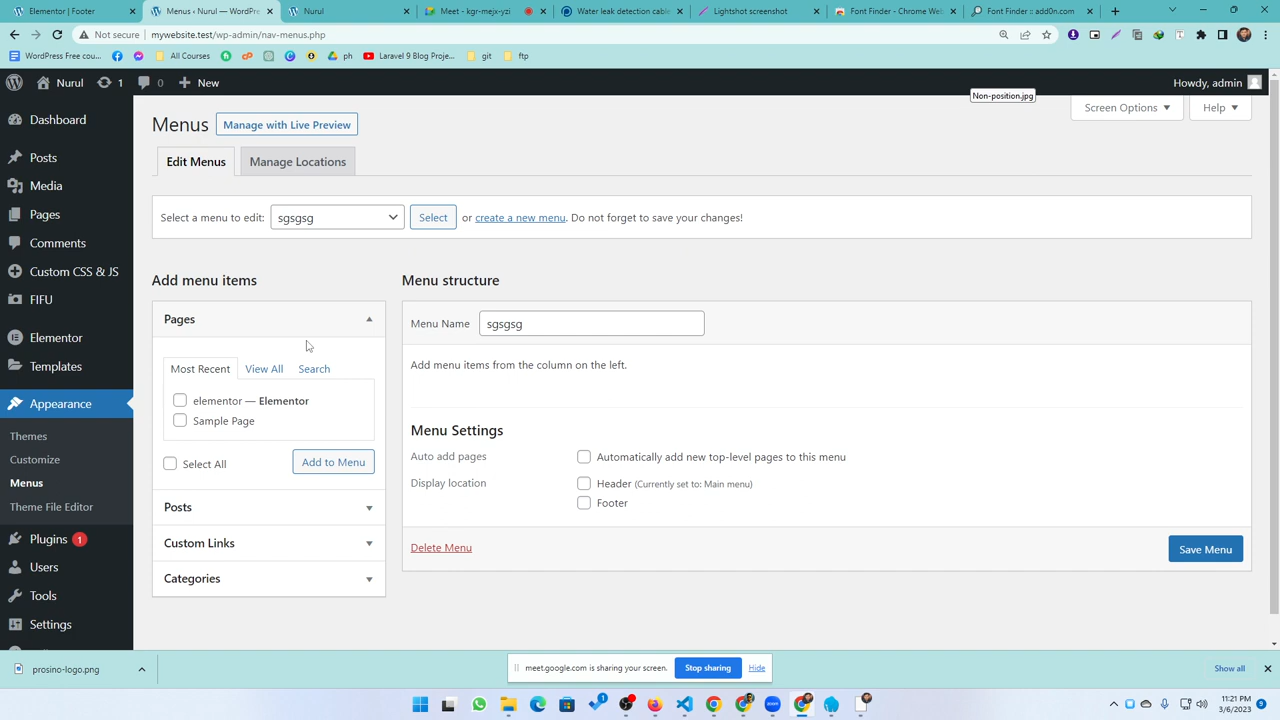 Elementor | Footer
Menus ‹ Nurul — WordPr
Nurul
Meet - kgr-mejx-yzi
Water leak detection cable
Lightshot screenshot
Font Finder - Chrome Web
Font Finder :: add0n.com
Not secure
mywebsite.test/wp-admin/nav-menus.php
WordPress Free cou...
All Courses
ph
Laravel 9 Blog Proje...
git
ftp
Nurul
1
0
New
Howdy, admin
Non-position.jpg
Menus
Manage with Live Preview
Screen Options
Help
Edit Menus
Manage Locations
Select a menu to edit:
sgsgsg
Select
or create a new menu. Do not forget to save your changes!
Dashboard
Posts
Media
Pages
Comments
Custom CSS & JS
FIFU
Elementor
Templates
Appearance
Themes
Customize
Menus
Theme File Editor
Plugins 1
Users
Tools
Settings
Add menu items
Pages
Most Recent
View All
Search
elementor — Elementor
Sample Page
Select All
Add to Menu
Posts
Custom Links
Categories
Menu structure
Menu Name
sgsgsg
Add menu items from the column on the left.
Menu Settings
Auto add pages
Automatically add new top-level pages to this menu
Display location
Header (Currently set to: Main menu)
Footer
Delete Menu
Save Menu
prosino-logo.png
meet.google.com is sharing your screen.
Stop sharing
Hide
Show all
11:21 PM
3/6/2023